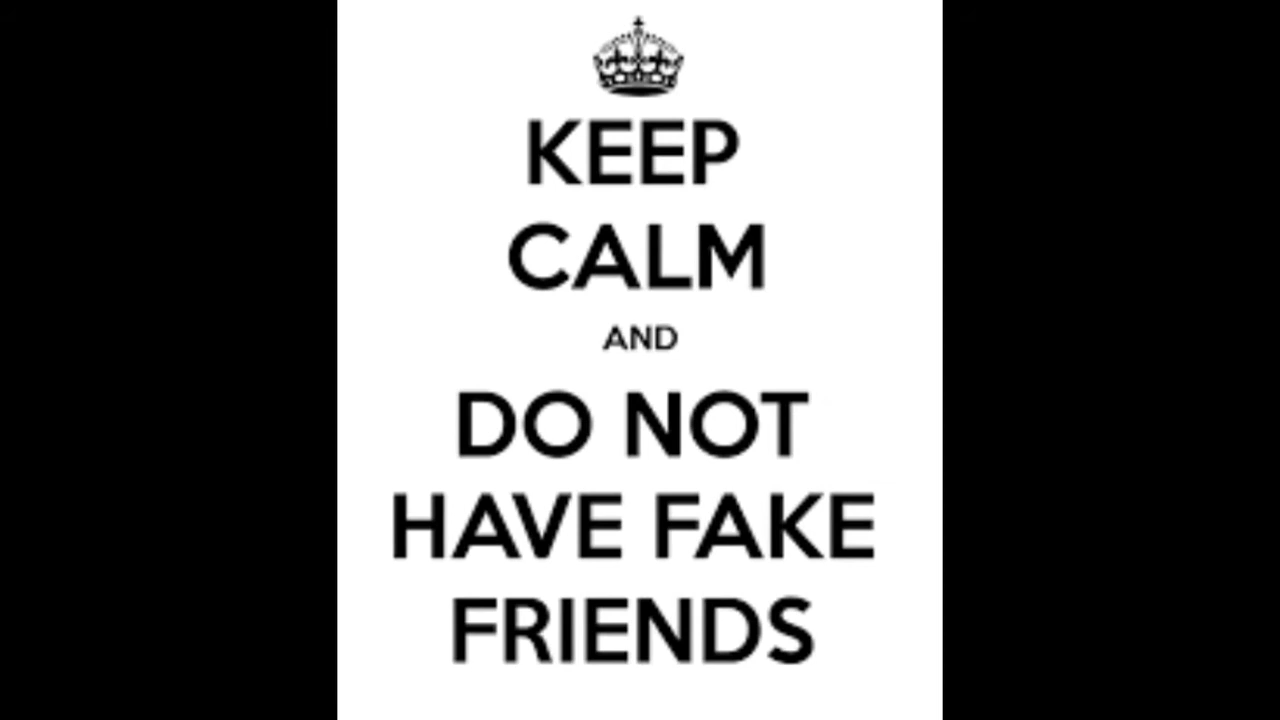 KEEP
CALM
AND
DO NOT
HAVE FAKE
FRIENDS